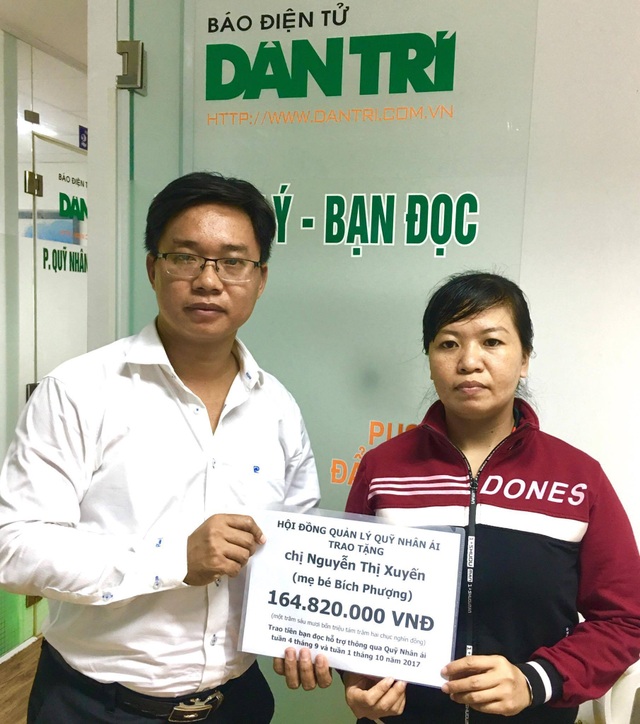 BÁO ĐIỆN TỬ
DÂN TRÍ
HTTP://WWW.DANTRI.COM.VN
Ý - BẠN ĐỌC
BÁO ĐIỆN TỬ
DÂN
P. QUỸ NHÂN
DONES
HỘI ĐỒNG QUẢN LÝ QUỸ NHÂN ÁI
TRAO TẶNG
chị Nguyễn Thị Xuyến
(mẹ bé Bích Phượng)
164.820.000 VNĐ
(một trăm sáu mươi bốn triệu tám trăm hai chục nghìn đồng)
Trao tiền bạn đọc hỗ trợ thông qua Quỹ Nhân ái
tuần 4 tháng 9 và tuần 1 tháng 10 năm 2017